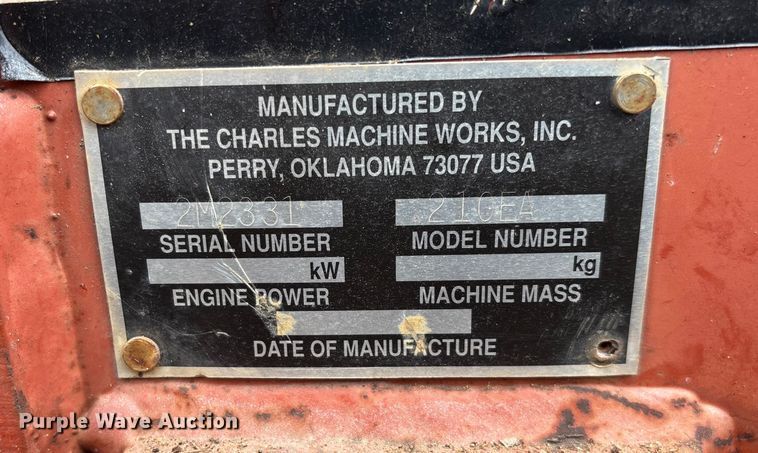 MANUFACTURED BY
THE CHARLES MACHINE WORKS, INC.
PERRY, OKLAHOMA 73077 USA
2M2331 210EA
SERIAL NUMBER MODEL NUMBER
kW kg
ENGINE POWER MACHINE MASS
DATE OF MANUFACTURE
Purple Wave Auction